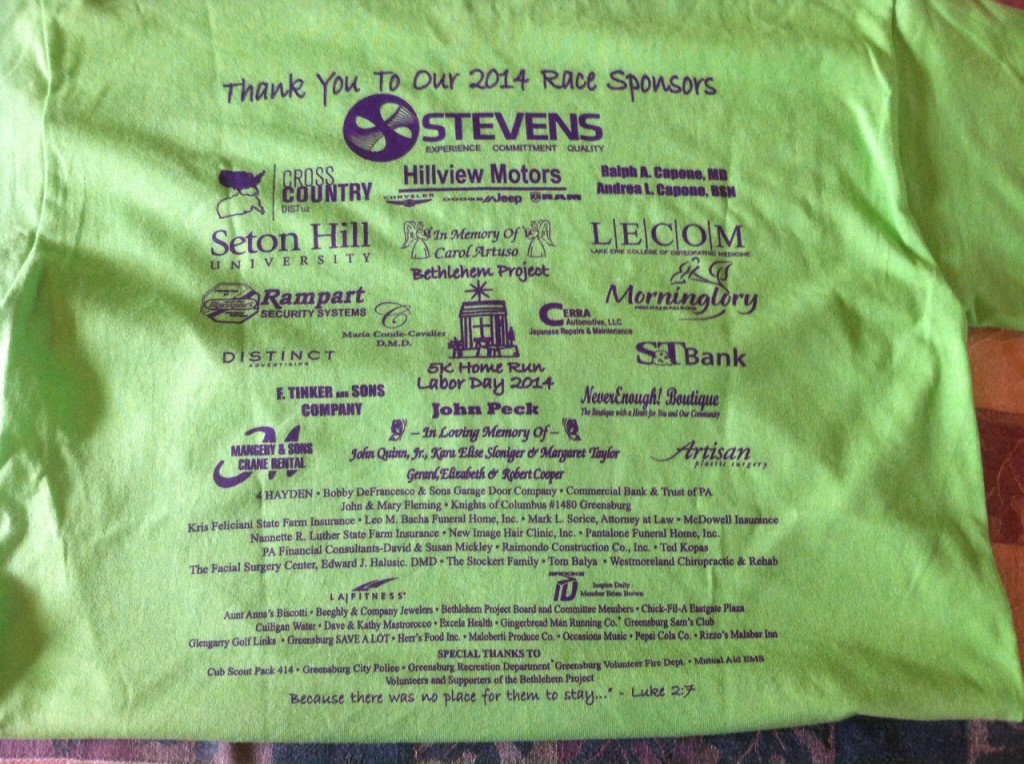 Thank You To Our 2014 Race Sponsors
STEVENS
EXPERIENCE COMMITTMENT QUALITY
CROSS
COUNTRY
DIST LLC
Hillview Motors
CHRYSLER DODGE Jeep RAM
Ralph A. Capone, MD
Andrea L. Capone, BSN
Seton Hill
UNIVERSITY
In Memory Of
Carol Artuso
L|E|C|O|M
LAKE ERIE COLLEGE OF OSTEOPATHIC MEDICINE
Bethlehem Project
Rampart
SECURITY SYSTEMS
Morninglory
C
Maria Conde-Cavalier
D.M.D.
CERRA
Automotive, LLC
Japanese Repairs & Maintenance
DISTINCT
ADVERTISING
S&T Bank
5K Home Run
Labor Day 2014
F. TINKER AND SONS
COMPANY
John Peck
NeverEnough! Boutique
The Boutique with a Heart for You and Our Community
MANGERY & SONS
CRANE RENTAL
– In Loving Memory Of –
John Quinn, Jr., Kara Elise Sloniger & Margaret Taylor
Gerard, Elizabeth & Robert Cooper
Artisan
plastic surgery
4 HAYDEN • Bobby DeFrancesco & Sons Garage Door Company • Commercial Bank & Trust of PA
John & Mary Fleming • Knights of Columbus #1480 Greensburg
Kris Feliciani State Farm Insurance • Leo M. Bacha Funeral Home, Inc. • Mark L. Sorice, Attorney at Law • McDowell Insurance
Nannette R. Luther State Farm Insurance • New Image Hair Clinic, Inc. • Pantalone Funeral Home, Inc.
PA Financial Consultants-David & Susan Mickley • Raimondo Construction Co., Inc. • Ted Kopas
The Facial Surgery Center, Edward J. Halusic. DMD • The Stockert Family • Tom Balya • Westmoreland Chiropractic & Rehab
LA|FITNESS
BROOKS
ID
Inspire Daily
Member Brian Brown
Aunt Anna's Biscotti • Beeghly & Company Jewelers • Bethlehem Project Board and Committee Members • Chick-Fil-A Eastgate Plaza
Culligan Water • Dave & Kathy Mastrorocco • Excela Health • Gingerbread Man Running Co. • Greensburg Sam's Club
Glengarry Golf Links • Greensburg SAVE A LOT • Herr's Food Inc. • Maloberti Produce Co. • Occasions Music • Pepsi Cola Co. • Rizzo's Malabar Inn
SPECIAL THANKS TO
Cub Scout Pack 414 • Greensburg City Police • Greensburg Recreation Department • Greensburg Volunteer Fire Dept. • Mutual Aid EMS
Volunteers and Supporters of the Bethlehem Project
Because there was no place for them to stay..." - Luke 2:7